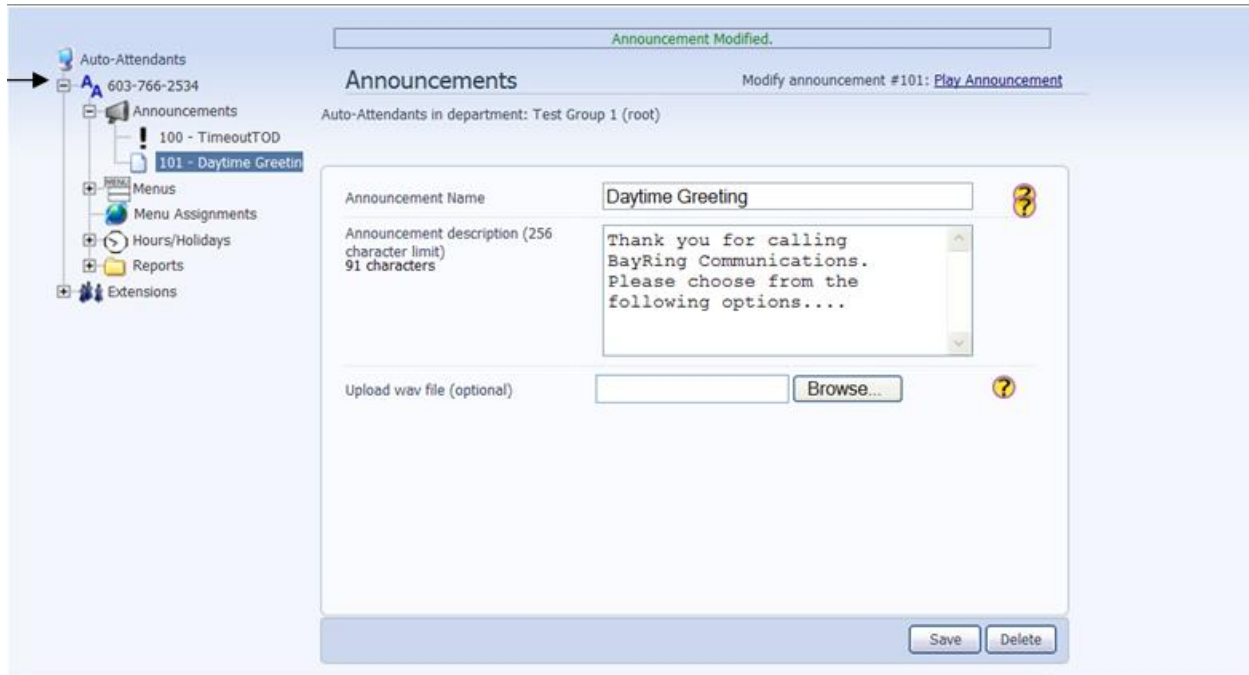 Announcement Modified.
Auto-Attendants
603-766-2534
Announcements
100 - TimeoutTOD
101 - Daytime Greetin
MENU
Menus
Menu Assignments
Hours/Holidays
Reports
Extensions
Announcements
Modify announcement #101: Play Announcement
Auto-Attendants in department: Test Group 1 (root)
Announcement Name
Daytime Greeting
Announcement description (256
character limit)
91 characters
Thank you for calling
BayRing Communications.
Please choose from the
following options....
Upload wav file (optional)
Browse...
Save
Delete